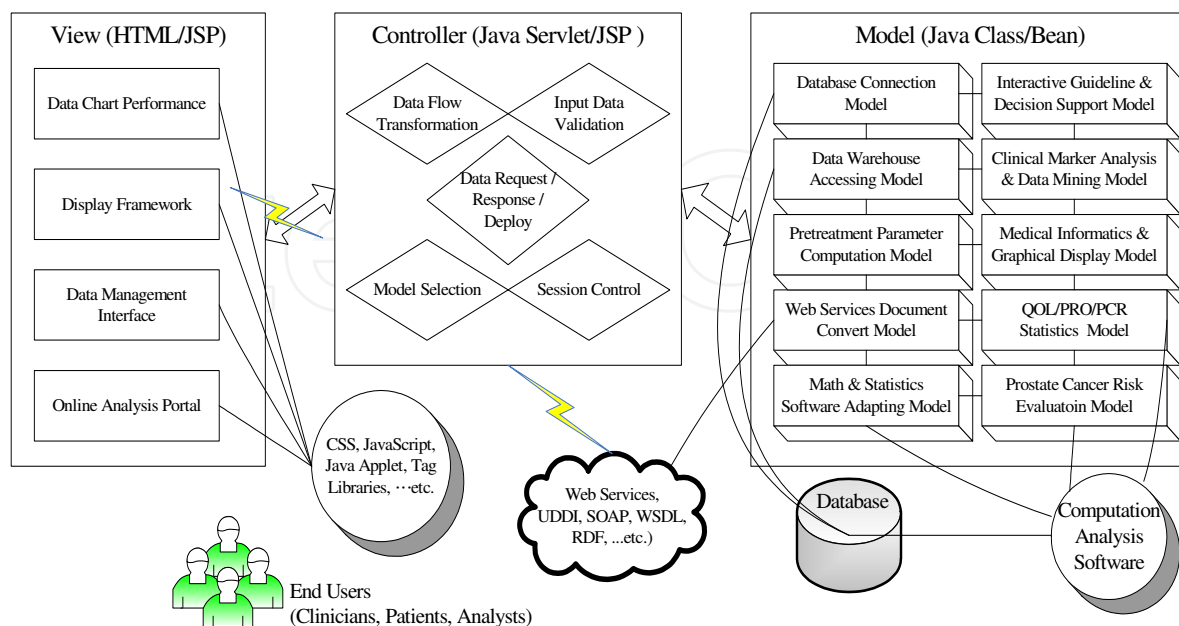 View (HTML/JSP)
Data Chart Performance
Display Framework
Data Management
Interface
Online Analysis Portal
CSS, JavaScript,
Java Applet, Tag
Libraries, ···etc.
End Users
(Clinicians, Patients, Analysts)
Controller (Java Servlet/JSP )
Data Flow
Transformation
Input Data
Validation
Data Request /
Response /
Deploy
Model Selection
Session Control
Web Services,
UDDI, SOAP, WSDL,
RDF, ...etc.)
Model (Java Class/Bean)
Database Connection
Model
Interactive Guideline &
Decision Support Model
Data Warehouse
Accessing Model
Clinical Marker Analysis
& Data Mining Model
Pretreatment Parameter
Computation Model
Medical Informatics &
Graphical Display Model
Web Services Document
Convert Model
QOL/PRO/PCR
Statistics Model
Math & Statistics
Software Adapting Model
Prostate Cancer Risk
Evaluatoin Model
Database
Computation
Analysis
Software